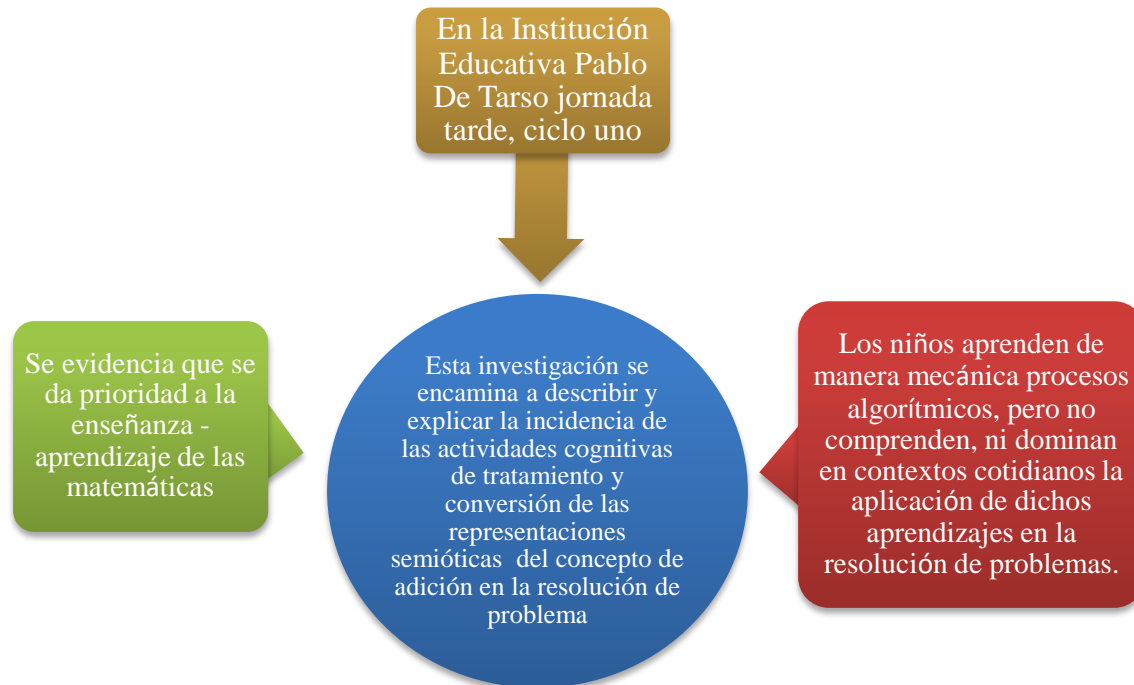 En la Institución
Educativa Pablo
De Tarso jornada
tarde, ciclo uno
Se evidencia que se
da prioridad a la
enseñanza -
aprendizaje de las
matemáticas
Esta investigación se
encamina a describir y
explicar la incidencia de
las actividades cognitivas
de tratamiento y
conversión de las
representaciones
semióticas del concepto de
adición en la resolución de
problema
Los niños aprenden de
manera mecánica procesos
algorítmicos, pero no
comprenden, ni dominan
en contextos cotidianos la
aplicación de dichos
aprendizajes en la
resolución de problemas.